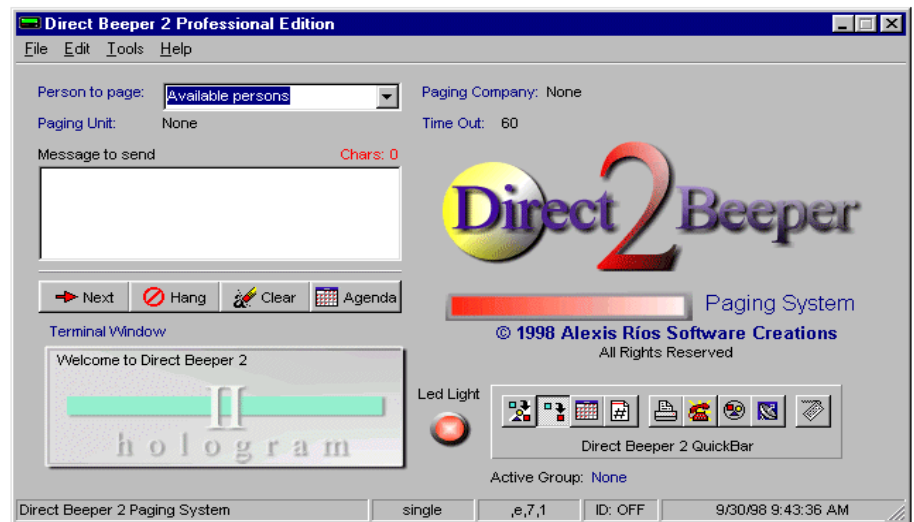 Direct Beeper 2 Professional Edition
File Edit Tools Help
Person to page: Available persons
Paging Company: None
Paging Unit: None
Time Out: 60
Message to send Chars: 0
Direct 2 Beeper
Next Hang Clear Agenda
Paging System
© 1998 Alexis Ríos Software Creations
All Rights Reserved
Terminal Window
Welcome to Direct Beeper 2
II
hologram
Led Light
Direct Beeper 2 QuickBar
Active Group: None
Direct Beeper 2 Paging System single ,e,7,1 ID: OFF 9/30/98 9:43:36 AM